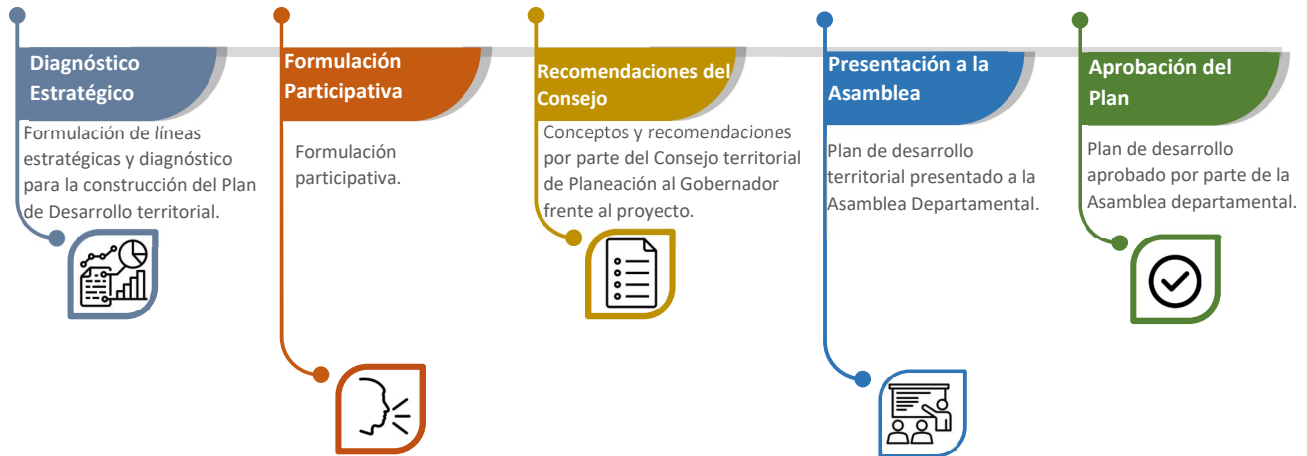 Diagnóstico
Estratégico
Formulación de líneas
estratégicas y diagnóstico
para la construcción del Plan
de Desarrollo territorial.
Formulación
Participativa
Formulación
participativa.
Recomendaciones del
Consejo
Conceptos y recomendaciones
por parte del Consejo territorial
de Planeación al Gobernador
frente al proyecto.
Presentación a la
Asamblea
Plan de desarrollo
territorial presentado a la
Asamblea Departamental.
Aprobación del
Plan
Plan de desarrollo
aprobado por parte de la
Asamblea departamental.